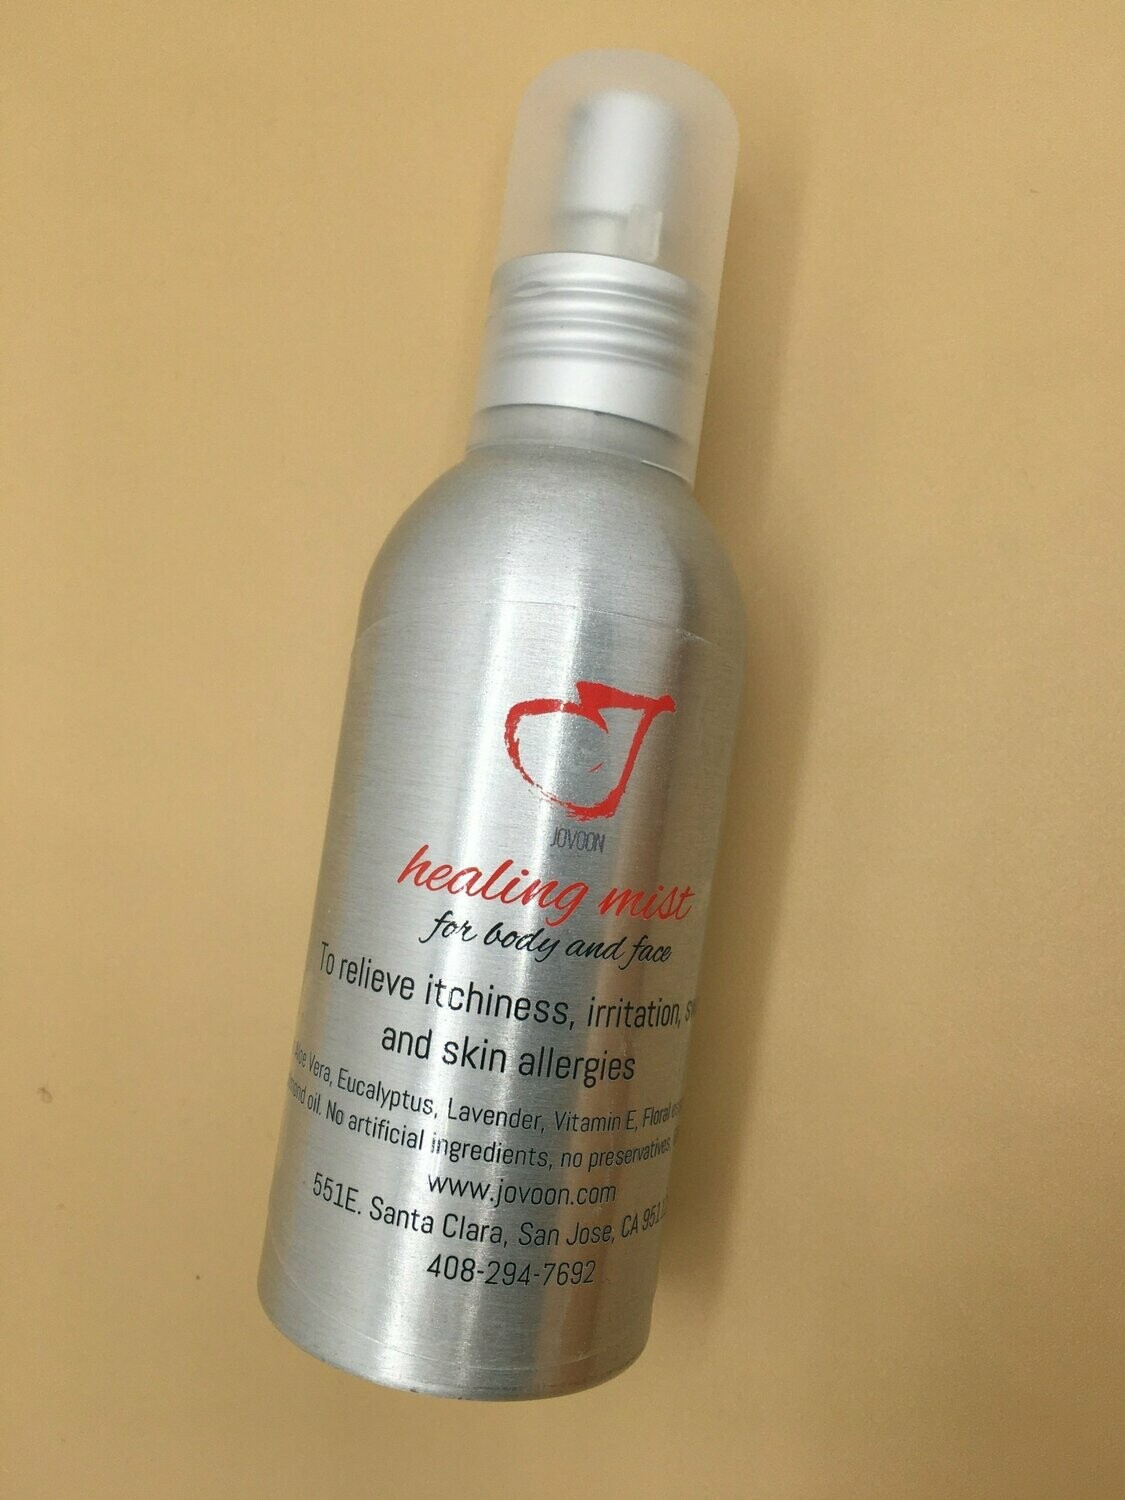 JOVOON
healing mist
for body and face
To relieve itchiness, irritation,
and skin allergies
Aloe Vera, Eucalyptus, Lavender, Vitamin E, Floral
oil. No artificial ingredients, no preservatives
www.jovoon.com
551E. Santa Clara, San Jose, CA
408-294-7692